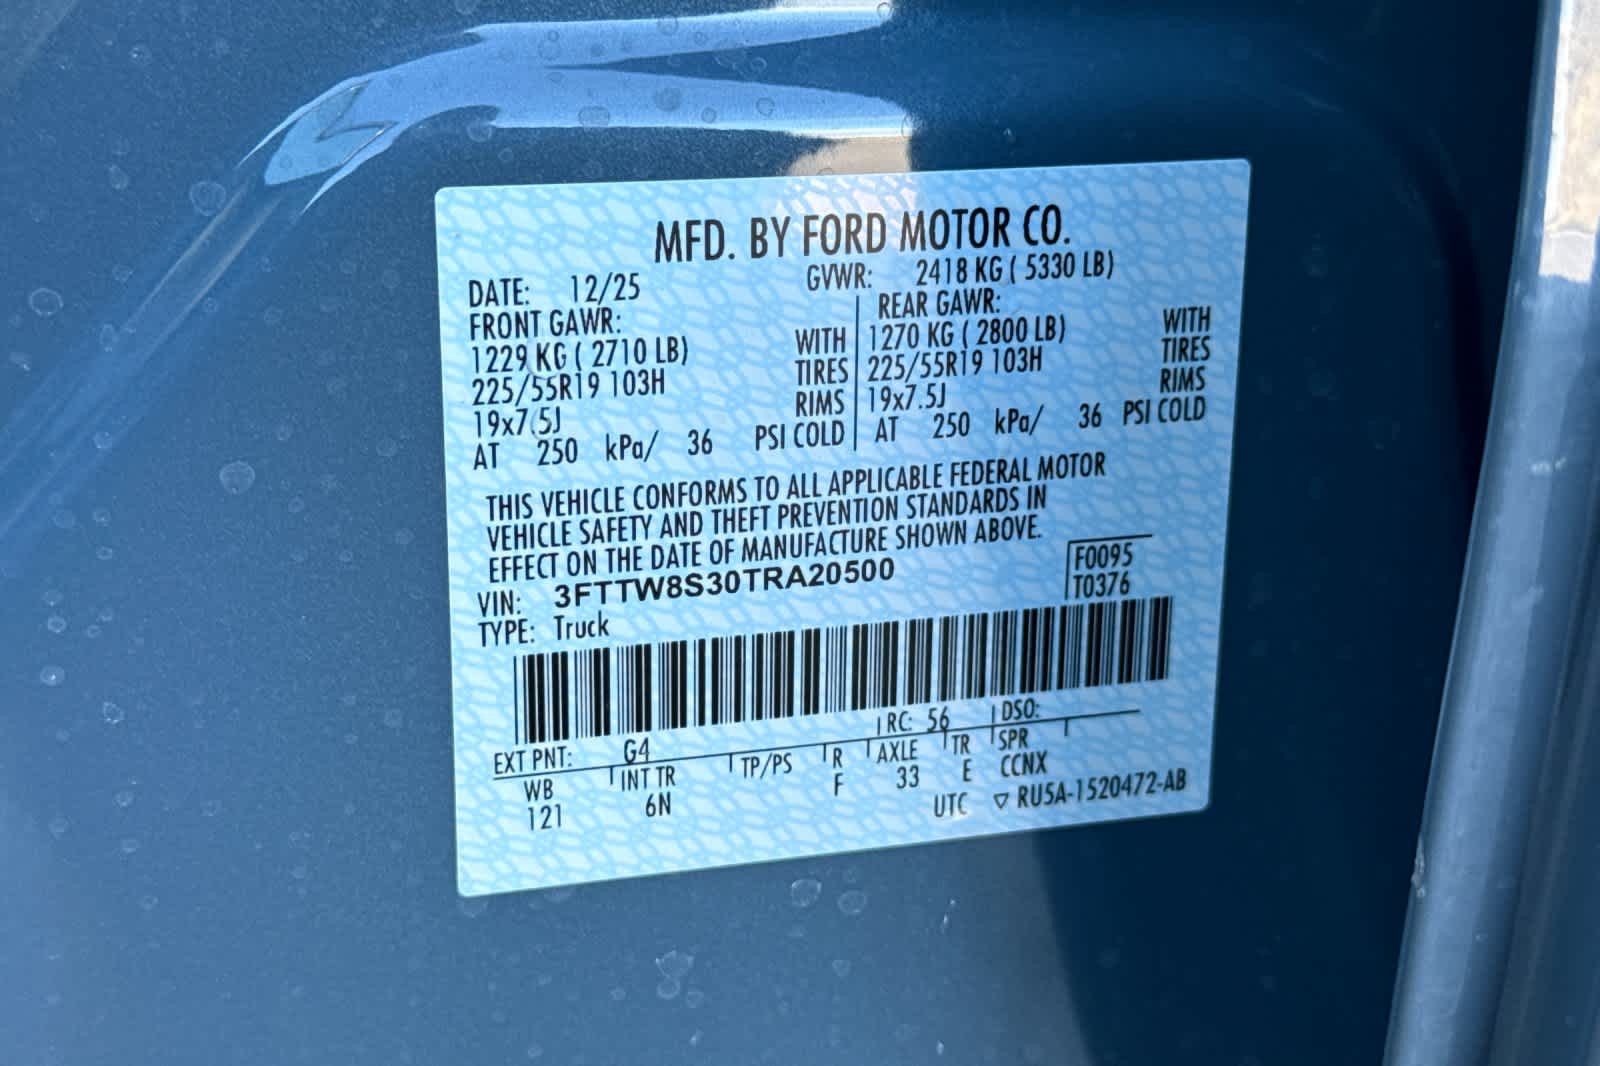 MFD. BY FORD MOTOR CO.
DATE: 12/25 GVWR: 2418 KG ( 5330 LB)
FRONT GAWR: REAR GAWR:
1229 KG ( 2710 LB) WITH 1270 KG ( 2800 LB) WITH
225/55R19 103H TIRES 225/55R19 103H TIRES
19x7.5J RIMS 19x7.5J RIMS
AT 250 kPa/ 36 PSI COLD AT 250 kPa/ 36 PSI COLD
THIS VEHICLE CONFORMS TO ALL APPLICABLE FEDERAL MOTOR
VEHICLE SAFETY AND THEFT PREVENTION STANDARDS IN
EFFECT ON THE DATE OF MANUFACTURE SHOWN ABOVE.
VIN: 3FTTW8S30TRA20500 F0095
TYPE: Truck T0376
EXT PNT: G4 RC: 56 DSO:
WB INT TR TP/PS R AXLE TR SPR
121 6N F 33 E CCNX
UTC ▽ RU5A-1520472-AB